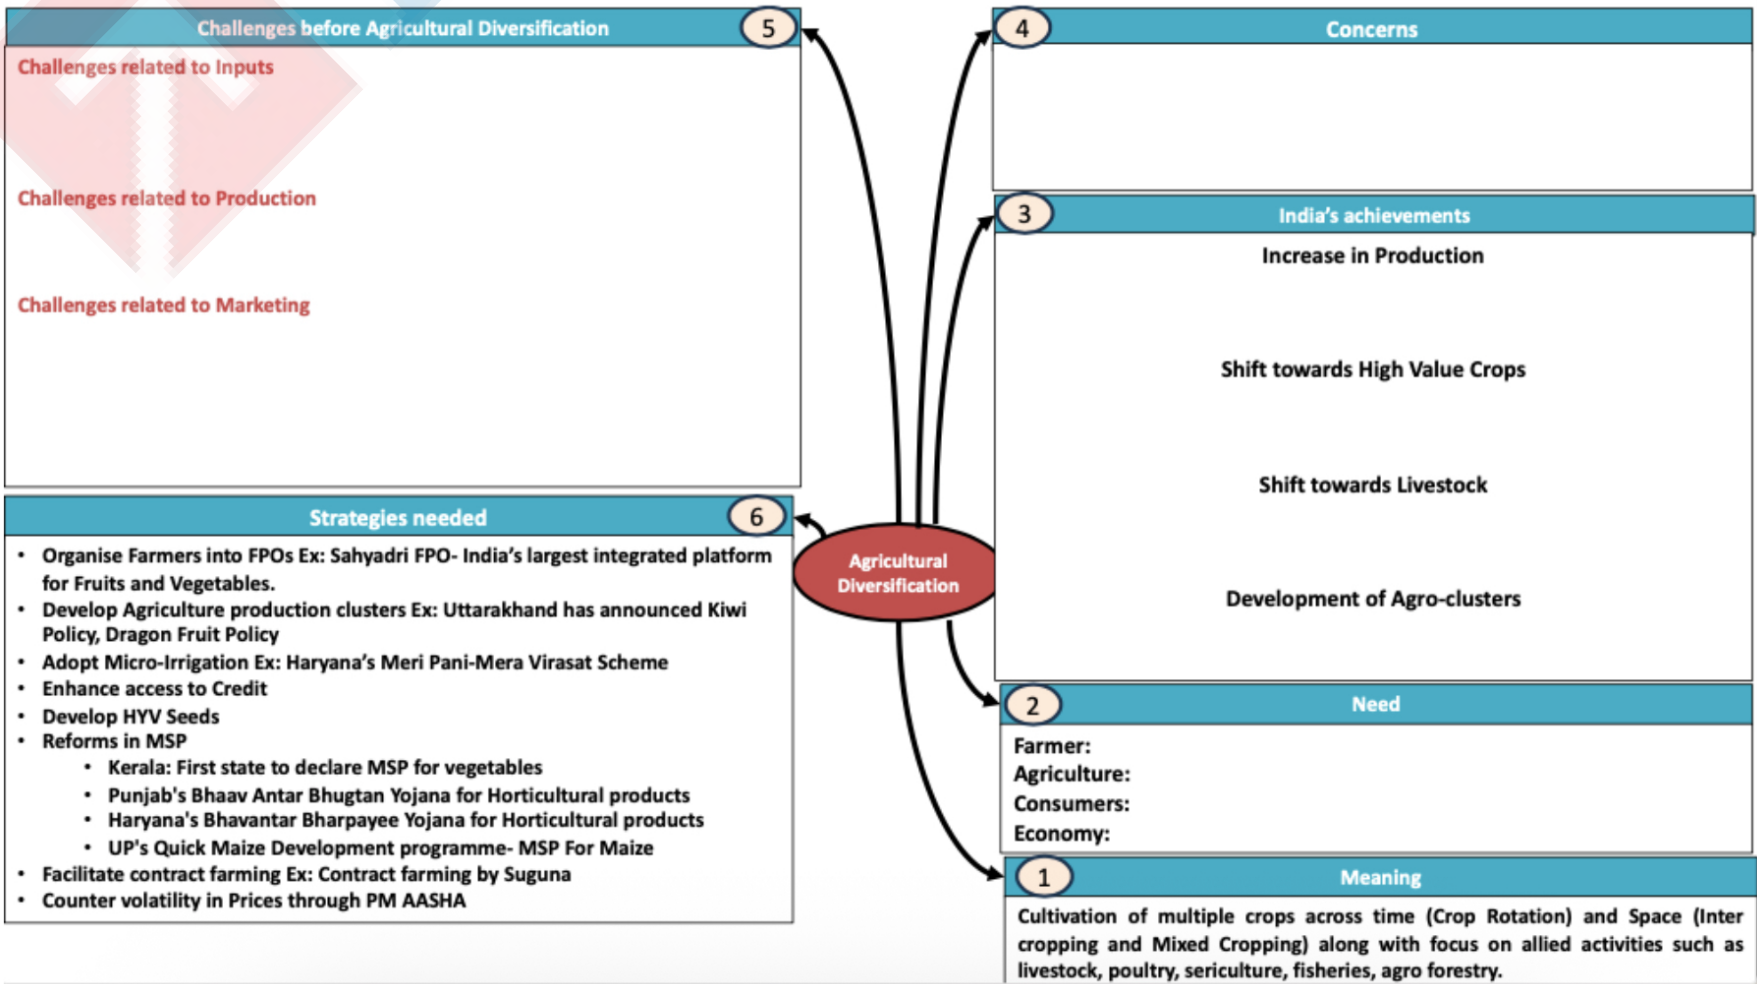 Challenges before Agricultural Diversification
5
Challenges related to Inputs
Challenges related to Production
Challenges related to Marketing
Strategies needed
6
• Organise Farmers into FPOs Ex: Sahyadri FPO- India's largest integrated platform
for Fruits and Vegetables.
• Develop Agriculture production clusters Ex: Uttarakhand has announced Kiwi
Policy, Dragon Fruit Policy
• Adopt Micro-Irrigation Ex: Haryana's Meri Pani-Mera Virasat Scheme
• Enhance access to Credit
• Develop HYV Seeds
• Reforms in MSP
• Kerala: First state to declare MSP for vegetables
• Punjab's Bhaav Antar Bhugtan Yojana for Horticultural products
• Haryana's Bhavantar Bharpayee Yojana for Horticultural products
• UP's Quick Maize Development programme- MSP For Maize
• Facilitate contract farming Ex: Contract farming by Suguna
• Counter volatility in Prices through PM AASHA
Agricultural
Diversification
4
Concerns
3
India's achievements
Increase in Production
Shift towards High Value Crops
Shift towards Livestock
Development of Agro-clusters
2
Need
Farmer:
Agriculture:
Consumers:
Economy:
1
Meaning
Cultivation of multiple crops across time (Crop Rotation) and Space (Inter
cropping and Mixed Cropping) along with focus on allied activities such as
livestock, poultry, sericulture, fisheries, agro forestry.